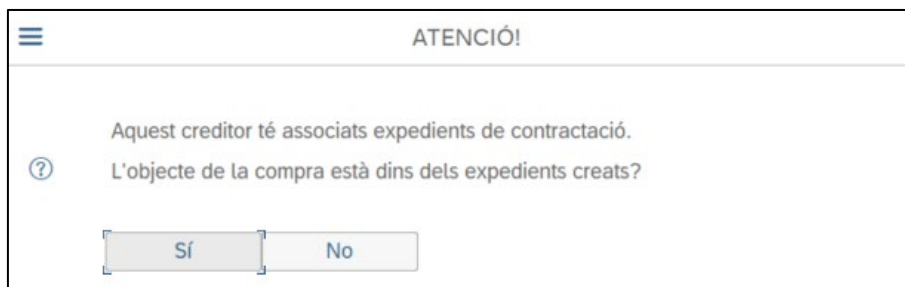 ATENCIÓ!
Aquest creditor té associats expedients de contractació.
L'objecte de la compra està dins dels expedients creats?
Sí No